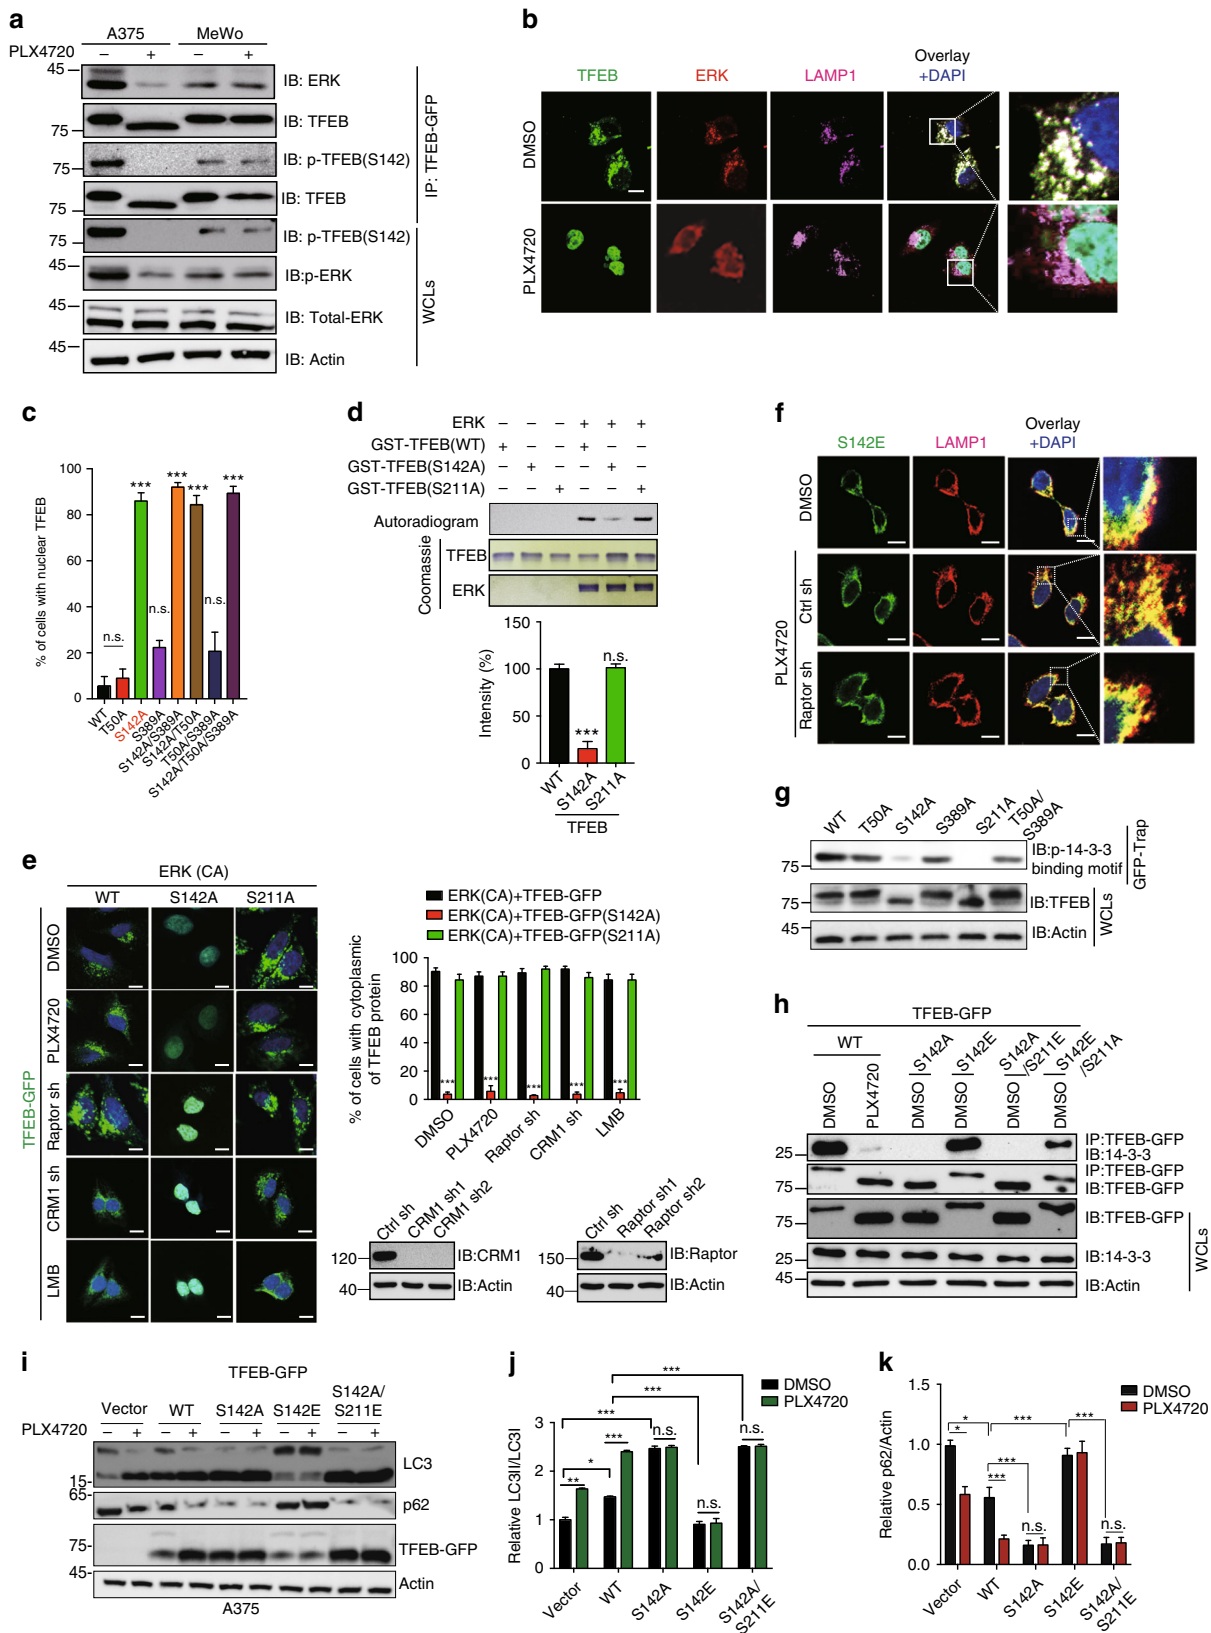 a
A375 MeWo
PLX4720 – + – +
45
IB: ERK
IB: TFEB
75
IB: p-TFEB(S142)
75
IB: TFEB
75
IP: TFEB-GFP
IB: p-TFEB(S142)
75
45
IB:p-ERK
45
IB: Total-ERK
45
IB: Actin
WCLs
b
TFEB ERK LAMP1 Overlay
+DAPI
DMSO
PLX4720
c
% of cells with nuclear TFEB
100
80
60
40
20
0
n.s. *** n.s. *** *** n.s. ***
WT
T50A
S142A
S389A
S142A/S389A
S142A/T50A
T50A/S389A
S142A/T50A/S389A
d
ERK – – – + + +
GST-TFEB(WT) + – – + – –
GST-TFEB(S142A) – + – – + –
GST-TFEB(S211A) – – + – – +
Autoradiogram
Coomassie
TFEB
ERK
Intensity (%)
150
100
50
0
***
n.s.
WT
S142A
S211A
TFEB
e
ERK (CA)
WT S142A S211A
TFEB-GFP
DMSO
PLX4720
Raptor sh
CRM1 sh
LMB
ERK(CA)+TFEB-GFP
ERK(CA)+TFEB-GFP(S142A)
ERK(CA)+TFEB-GFP(S211A)
% of cells with cytoplasmic
of TFEB protein
100
80
60
40
20
0
*** *** *** *** ***
DMSO
PLX4720
Raptor sh
CRM1 sh
LMB
Ctrl sh
CRM1 sh1
CRM1 sh2
120 IB:CRM1
40 IB:Actin
Ctrl sh
Raptor sh1
Raptor sh2
150 IB:Raptor
40 IB:Actin
f
S142E LAMP1 Overlay
+DAPI
DMSO
PLX4720
Ctrl sh
Raptor sh
g
WT
T50A
S142A
S389A
S211A
T50A/
S389A
75
IB:p-14-3-3
binding motif
GFP-Trap
75 IB:TFEB
45 IB:Actin
WCLs
h
TFEB-GFP
WT
S142A
S142E
S142A
/S211E
S142E
/S211A
DMSO
PLX4720
DMSO
DMSO
DMSO
DMSO
25
IP:TFEB-GFP
IB:14-3-3
75
IP:TFEB-GFP
IB:TFEB-GFP
75 IB:TFEB-GFP
25 IB:14-3-3
45
IB:Actin
WCLs
i
TFEB-GFP
Vector WT S142A S142E S142A/
S211E
PLX4720 – + – + – + – + – +
LC3
15-
65-
p62
75- TFEB-GFP
45-
Actin
A375
j
DMSO
PLX4720
Relative LC3II/LC3I
3
2
1
0
** * *** *** n.s. *** n.s. *** n.s.
Vector
WT
S142A
S142E
S142A/
S211E
k
DMSO
PLX4720
Relative p62/Actin
1.5
1.0
0.5
0.0
* * *** *** n.s. *** *** n.s.
Vector
WT
S142A
S142E
S142A/
S211E